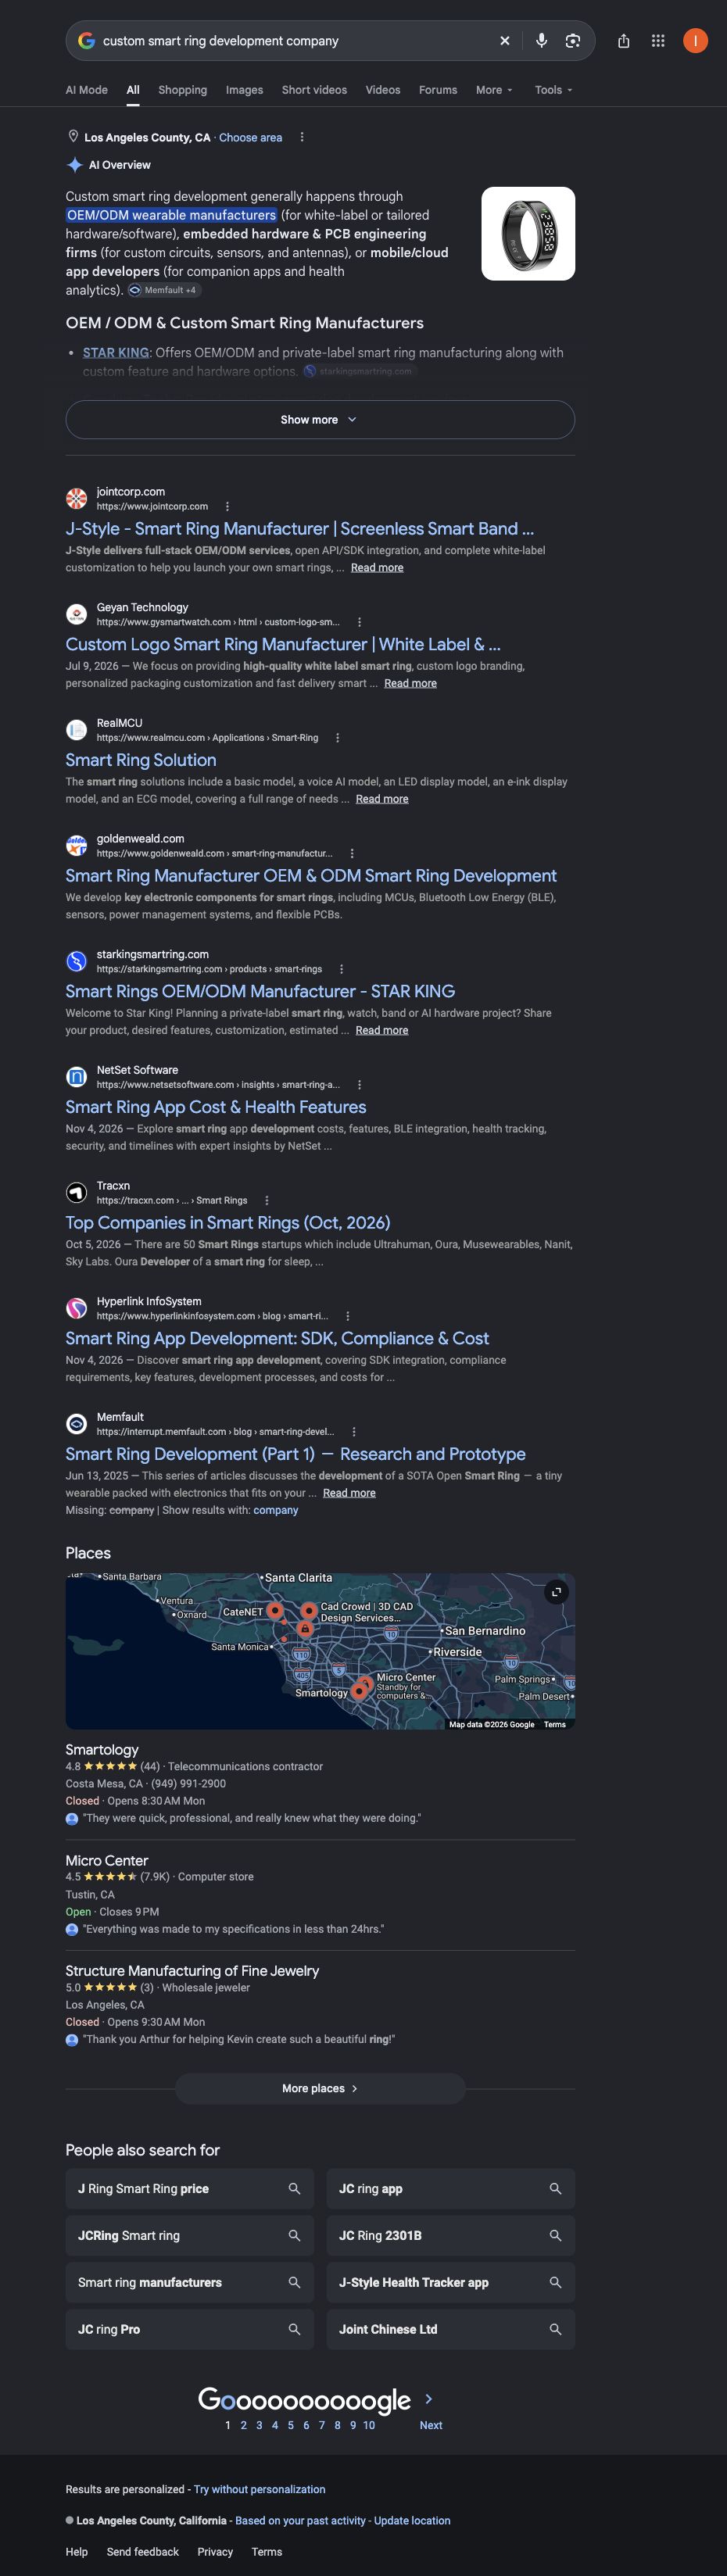 custom smart ring development company
AI Mode All Shopping Images Short videos Videos Forums More Tools
Los Angeles County, CA · Choose area
AI Overview
Custom smart ring development generally happens through
OEM/ODM wearable manufacturers (for white-label or tailored
hardware/software), embedded hardware & PCB engineering
firms (for custom circuits, sensors, and antennas), or mobile/cloud
app developers (for companion apps and health
analytics). Memfault +4
OEM / ODM & Custom Smart Ring Manufacturers
• STAR KING: Offers OEM/ODM and private-label smart ring manufacturing along with
custom feature and hardware options. starkingsmartring.com
Show more
jointcorp.com
https://www.jointcorp.com
J-Style - Smart Ring Manufacturer | Screenless Smart Band ...
J-Style delivers full-stack OEM/ODM services, open API/SDK integration, and complete white-label
customization to help you launch your own smart rings, ... Read more
Geyan Technology
https://www.gysmartwatch.com › html › custom-logo-sm...
Custom Logo Smart Ring Manufacturer | White Label & ...
Jul 9, 2026 — We focus on providing high-quality white label smart ring, custom logo branding,
personalized packaging customization and fast delivery smart ... Read more
RealMCU
https://www.realmcu.com › Applications › Smart-Ring
Smart Ring Solution
The smart ring solutions include a basic model, a voice AI model, an LED display model, an e-ink display
model, and an ECG model, covering a full range of needs ... Read more
goldenweald.com
https://www.goldenweald.com › smart-ring-manufactur...
Smart Ring Manufacturer OEM & ODM Smart Ring Development
We develop key electronic components for smart rings, including MCUs, Bluetooth Low Energy (BLE),
sensors, power management systems, and flexible PCBs.
starkingsmartring.com
https://starkingsmartring.com › products › smart-rings
Smart Rings OEM/ODM Manufacturer - STAR KING
Welcome to Star King! Planning a private-label smart ring, watch, band or AI hardware project? Share
your product, desired features, customization, estimated ... Read more
NetSet Software
https://www.netsetsoftware.com › insights › smart-ring-a...
Smart Ring App Cost & Health Features
Nov 4, 2026 — Explore smart ring app development costs, features, BLE integration, health tracking,
security, and timelines with expert insights by NetSet ...
Tracxn
https://tracxn.com › ... › Smart Rings
Top Companies in Smart Rings (Oct, 2026)
Oct 5, 2026 — There are 50 Smart Rings startups which include Ultrahuman, Oura, Musewearables, Nanit,
Sky Labs. Oura Developer of a smart ring for sleep, ...
Hyperlink InfoSystem
https://www.hyperlinkinfosystem.com › blog › smart-ri...
Smart Ring App Development: SDK, Compliance & Cost
Nov 4, 2026 — Discover smart ring app development, covering SDK integration, compliance
requirements, key features, development processes, and costs for ...
Memfault
https://interrupt.memfault.com › blog › smart-ring-devel...
Smart Ring Development (Part 1) — Research and Prototype
Jun 13, 2025 — This series of articles discusses the development of a SOTA Open Smart Ring — a tiny
wearable packed with electronics that fits on your ... Read more
Missing: company | Show results with: company
Places
Santa Barbara
Santa Clarita
Ventura
Oxnard
CateNET
Cad Crowd | 3D CAD
Design Services...
San Bernardino
Santa Monica
Riverside
Palm Springs
Micro Center
Standby for
computers &...
Smartology
Palm Desert
10
110
405
5
10
Map data ©2026 Google Terms
Smartology
4.8 (44) · Telecommunications contractor
Costa Mesa, CA · (949) 991-2900
Closed · Opens 8:30 AM Mon
"They were quick, professional, and really knew what they were doing."
Micro Center
4.5 (7.9K) · Computer store
Tustin, CA
Open · Closes 9 PM
"Everything was made to my specifications in less than 24hrs."
Structure Manufacturing of Fine Jewelry
5.0 (3) · Wholesale jeweler
Los Angeles, CA
Closed · Opens 9:30 AM Mon
"Thank you Arthur for helping Kevin create such a beautiful ring!"
More places
People also search for
J Ring Smart Ring price
JC ring app
JCRing Smart ring
JC Ring 2301B
Smart ring manufacturers
J-Style Health Tracker app
JC ring Pro
Joint Chinese Ltd
Goooooooooogle
1 2 3 4 5 6 7 8 9 10 Next
Results are personalized - Try without personalization
Los Angeles County, California - Based on your past activity - Update location
Help Send feedback Privacy Terms